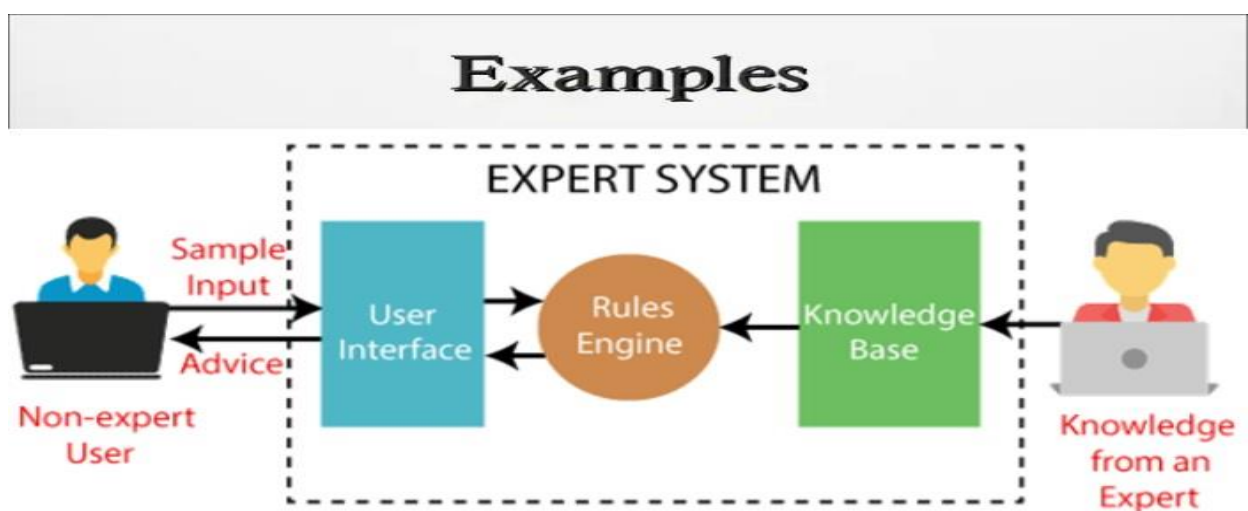 Examples
EXPERT SYSTEM
Sample
Input
Advice
Non-expert
User
User
Interface
Rules
Engine
Knowledge
Base
Knowledge
from an
Expert